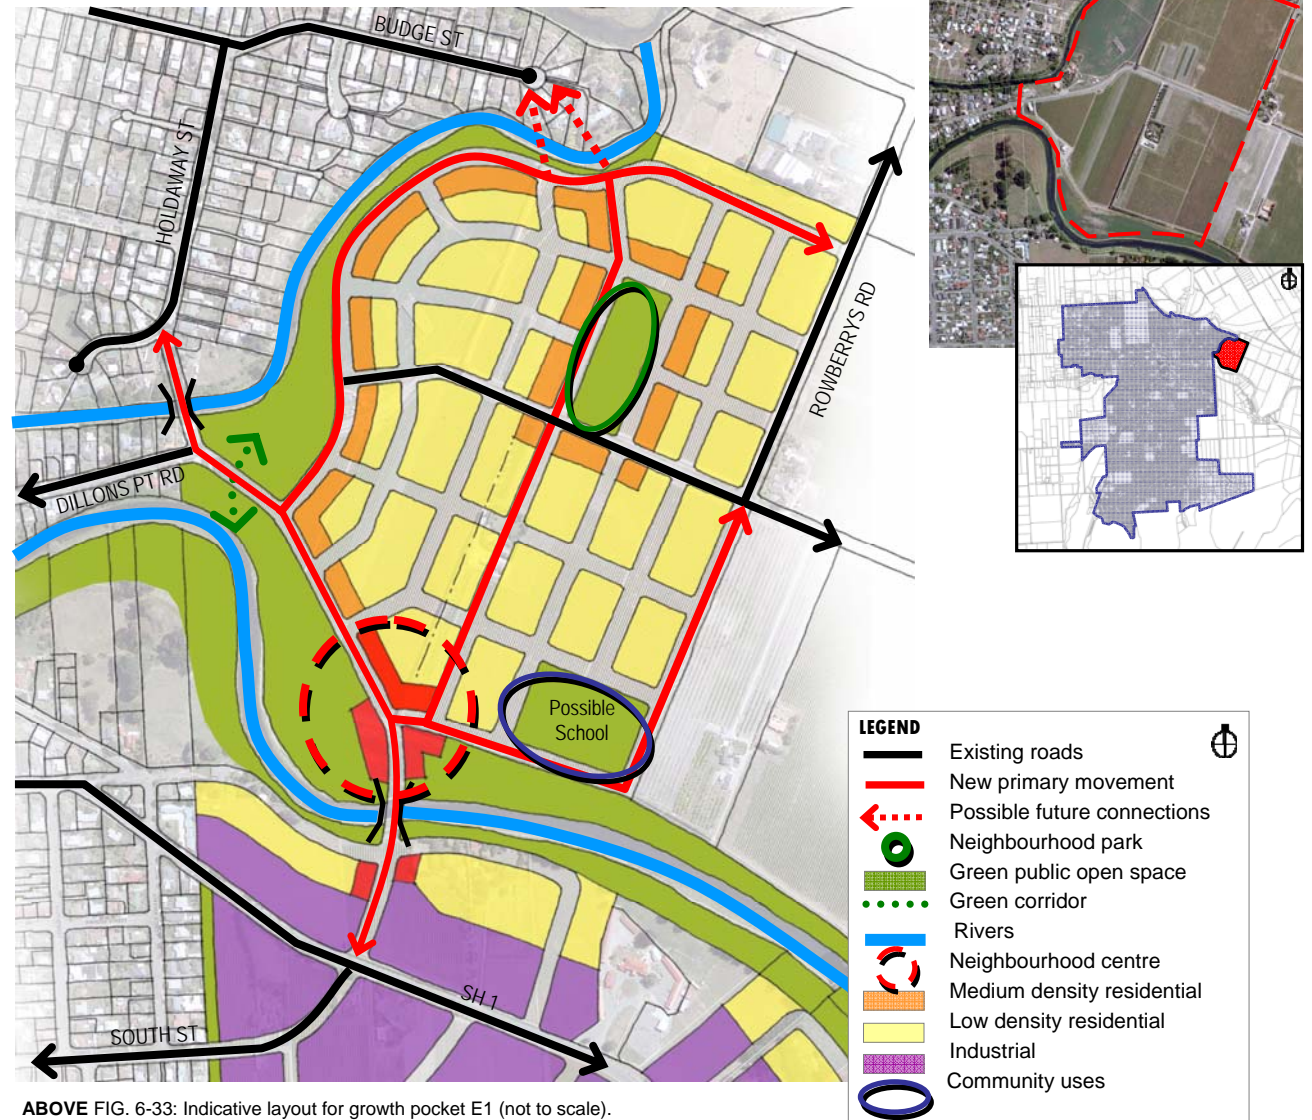 BUDGE ST
HOLDAWAY ST
ROWBERRYS RD
DILLONS PT RD
Possible
School
SH 1
SOUTH ST
LEGEND
Existing roads
New primary movement
Possible future connections
Neighbourhood park
Green public open space
Green corridor
Rivers
Neighbourhood centre
Medium density residential
Low density residential
Industrial
Community uses
ABOVE FIG. 6-33: Indicative layout for growth pocket E1 (not to scale).